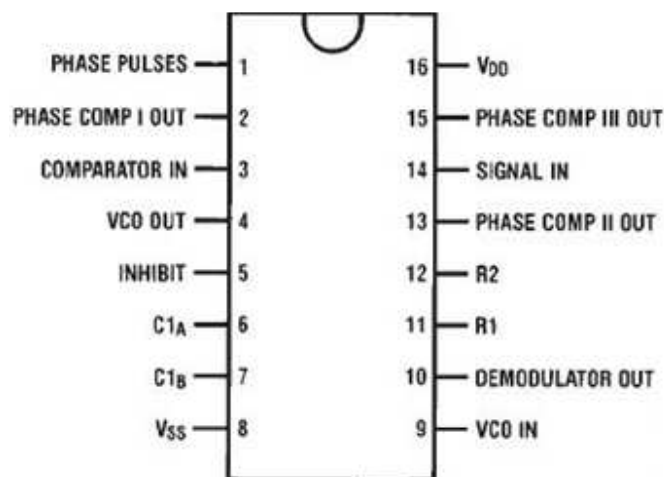 PHASE PULSES 1 16 VDD
PHASE COMP I OUT 2 15 PHASE COMP III OUT
COMPARATOR IN 3 14 SIGNAL IN
VCO OUT 4 13 PHASE COMP II OUT
INHIBIT 5 12 R2
C1A 6 11 R1
C1B 7 10 DEMODULATOR OUT
VSS 8 9 VCO IN